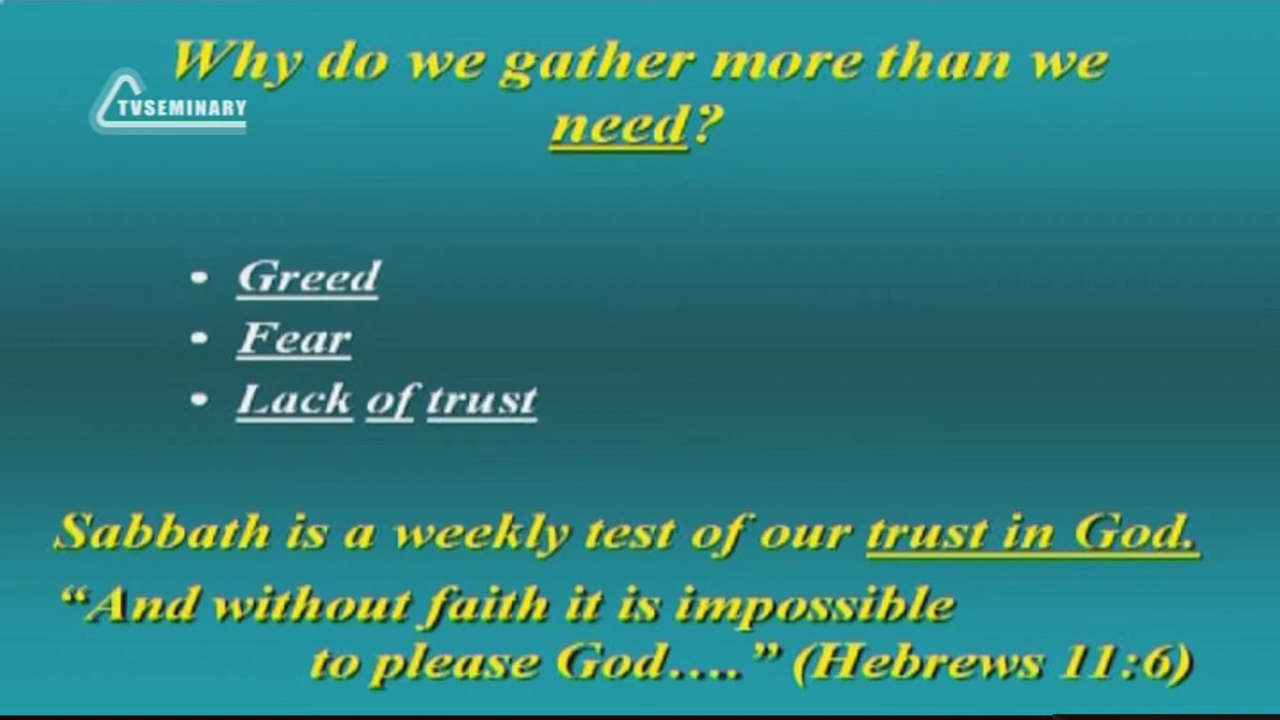 Why do we gather more than we
need?
TVSEMINARY
• Greed
• Fear
• Lack of trust
Sabbath is a weekly test of our trust in God.
“And without faith it is impossible
to please God….” (Hebrews 11:6)